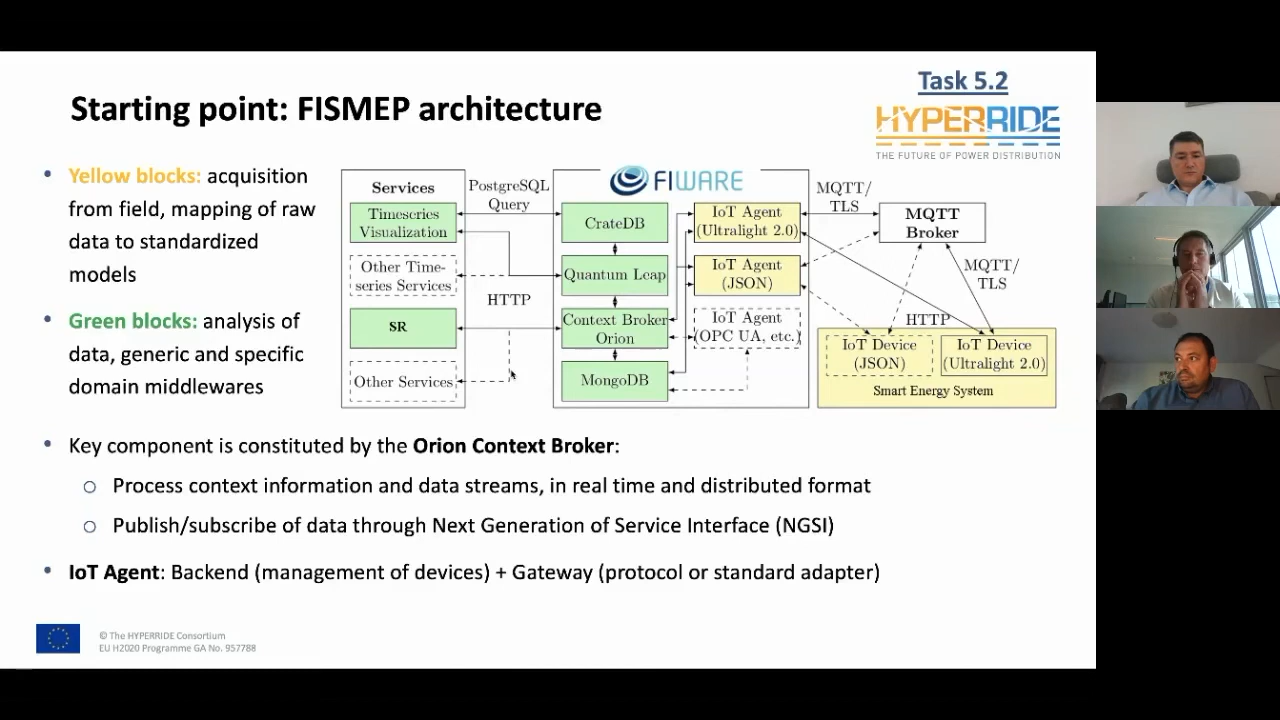 Task 5.2
Starting point: FISMEP architecture
HYPERRIDE
THE FUTURE OF POWER DISTRIBUTION
• Yellow blocks: acquisition
from field, mapping of raw
data to standardized
models
• Green blocks: analysis of
data, generic and specific
domain middlewares
Services
Timeseries
Visualization
Other Time-
series Services
SR
Other Services
PostgreSQL
Query
HTTP
FIWARE
CrateDB
Quantum Leap
Context Broker
Orion
MongoDB
IoT Agent
(Ultralight 2.0)
IoT Agent
(JSON)
IoT Agent
(OPC UA, etc.)
MQTT/
TLS
MQTT
Broker
MQTT/
TLS
HTTP
IoT Device
(JSON)
IoT Device
(Ultralight 2.0)
Smart Energy System
• Key component is constituted by the Orion Context Broker:
○ Process context information and data streams, in real time and distributed format
○ Publish/subscribe of data through Next Generation of Service Interface (NGSI)
• IoT Agent: Backend (management of devices) + Gateway (protocol or standard adapter)
© The HYPERRIDE Consortium
EU H2020 Programme GA No. 957788